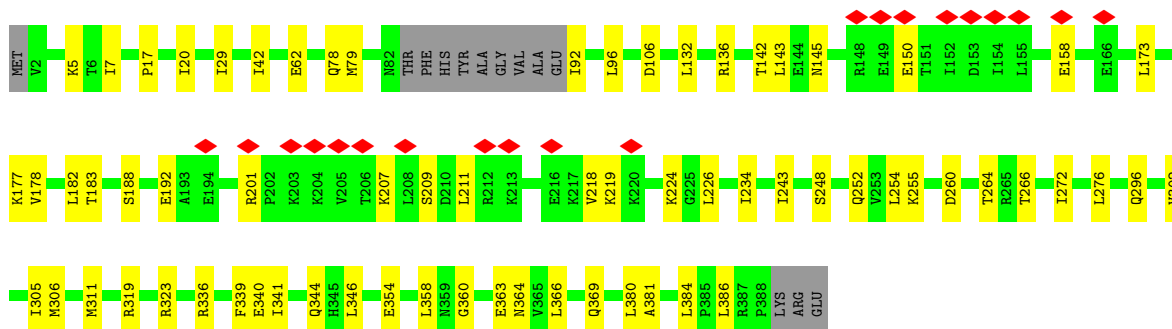 MET V2 K5 T6 I7 P17 I20 I29 I42 E62 Q78 M79 N82 THR PHE HIS TYR ALA GLY VAL ALA GLU I92 L96 D106 L132 R136 T142 L143 E144 N145 R148 E149 E150 T151 I152 D153 I154 L155 E158 E166 L173
K177 V178 L182 T183 S188 E192 A193 E194 R201 P202 K203 K204 V205 T206 K207 L208 S209 D210 L211 R212 K213 E216 K217 V218 K219 K220 K224 G225 L226 I234 I243 S248 Q252 V253 L254 K255 D260 T264 R265 T266 I272 L276 Q296
I305 M306 M311 R319 R323 R336 F339 E340 I341 Q344 H345 L346 E354 L358 N359 G360 E363 N364 V365 L366 Q369 L380 A381 L384 P385 L386 R387 P388 LYS ARG GLU